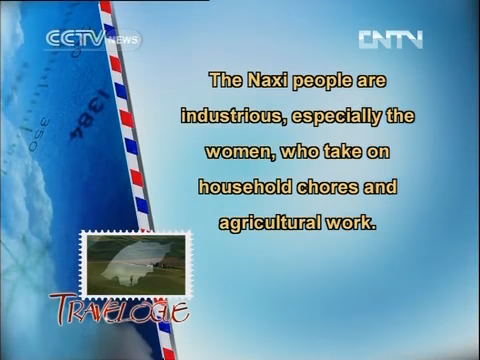 CCTV NEWS
CNTV
The Naxi people are
industrious, especially the
women, who take on
household chores and
agricultural work.
1384
350
TRAVELOGUE